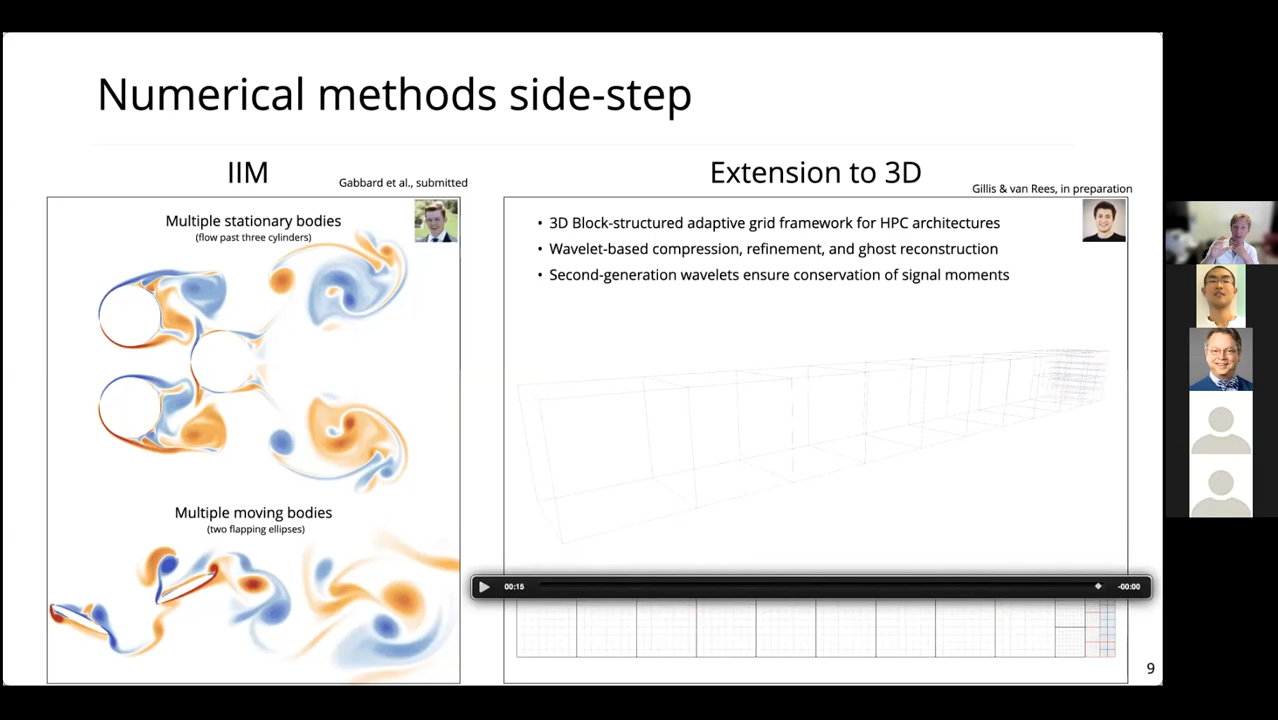 Numerical methods side-step
IIM
Gabbard et al., submitted
Multiple stationary bodies
(flow past three cylinders)
Multiple moving bodies
(two flapping ellipses)
Extension to 3D
Gillis & van Rees, in preparation
• 3D Block-structured adaptive grid framework for HPC architectures
• Wavelet-based compression, refinement, and ghost reconstruction
• Second-generation wavelets ensure conservation of signal moments
00:15
-00:00
9